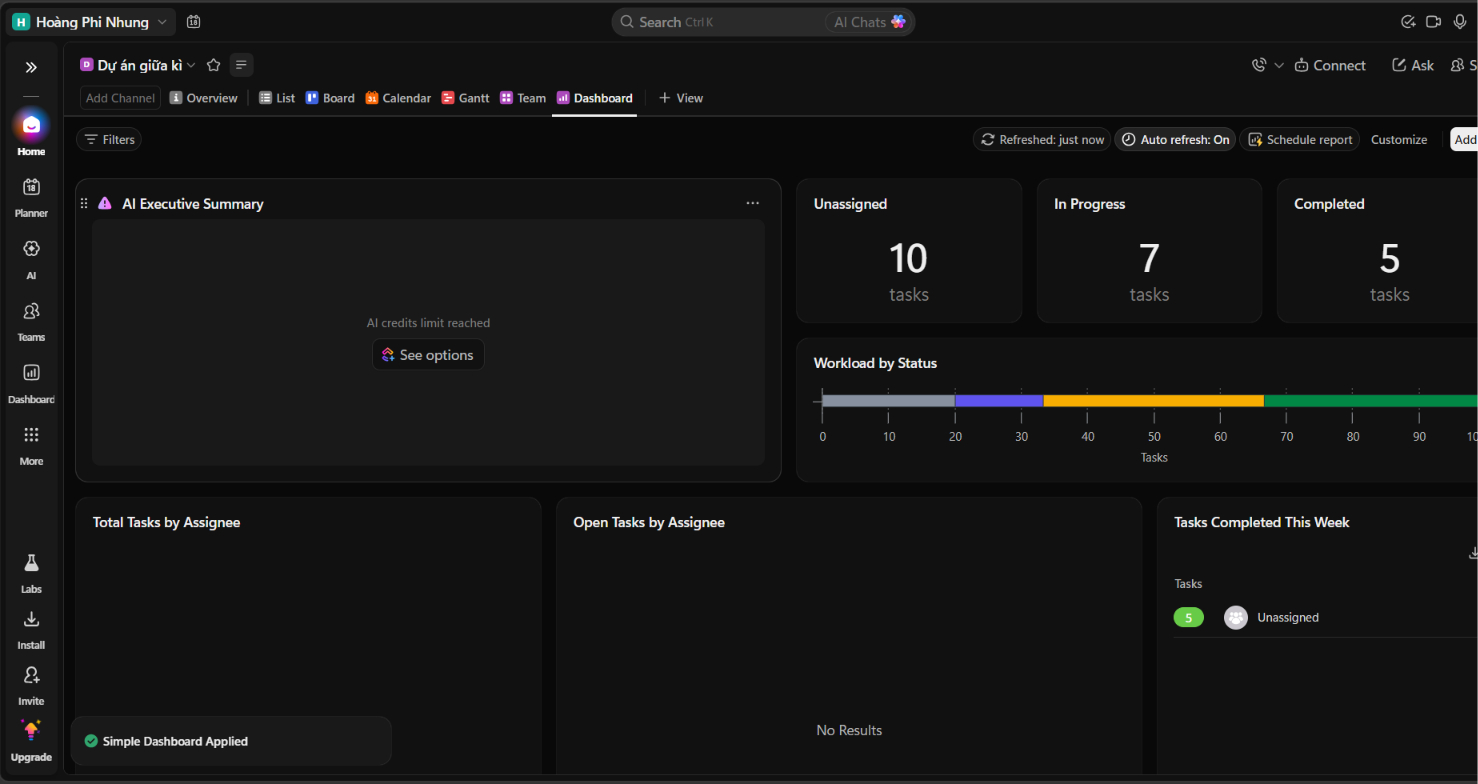 H Hoàng Phi Nhung 18 Search Ctrl K AI Chats
D Dự án giữa kì Connect Ask S
Add Channel Overview List Board 31 Calendar Gantt Team Dashboard + View
Filters Refreshed: just now Auto refresh: On Schedule report Customize Add
Home
18
Planner
AI
Teams
Dashboard
More
Labs
Install
Invite
Upgrade
AI Executive Summary
AI credits limit reached
See options
Unassigned
10
tasks
In Progress
7
tasks
Completed
5
tasks
Workload by Status
0 10 20 30 40 50 60 70 80 90 10
Tasks
Total Tasks by Assignee
Open Tasks by Assignee
No Results
Tasks Completed This Week
Tasks
5 Unassigned
Simple Dashboard Applied